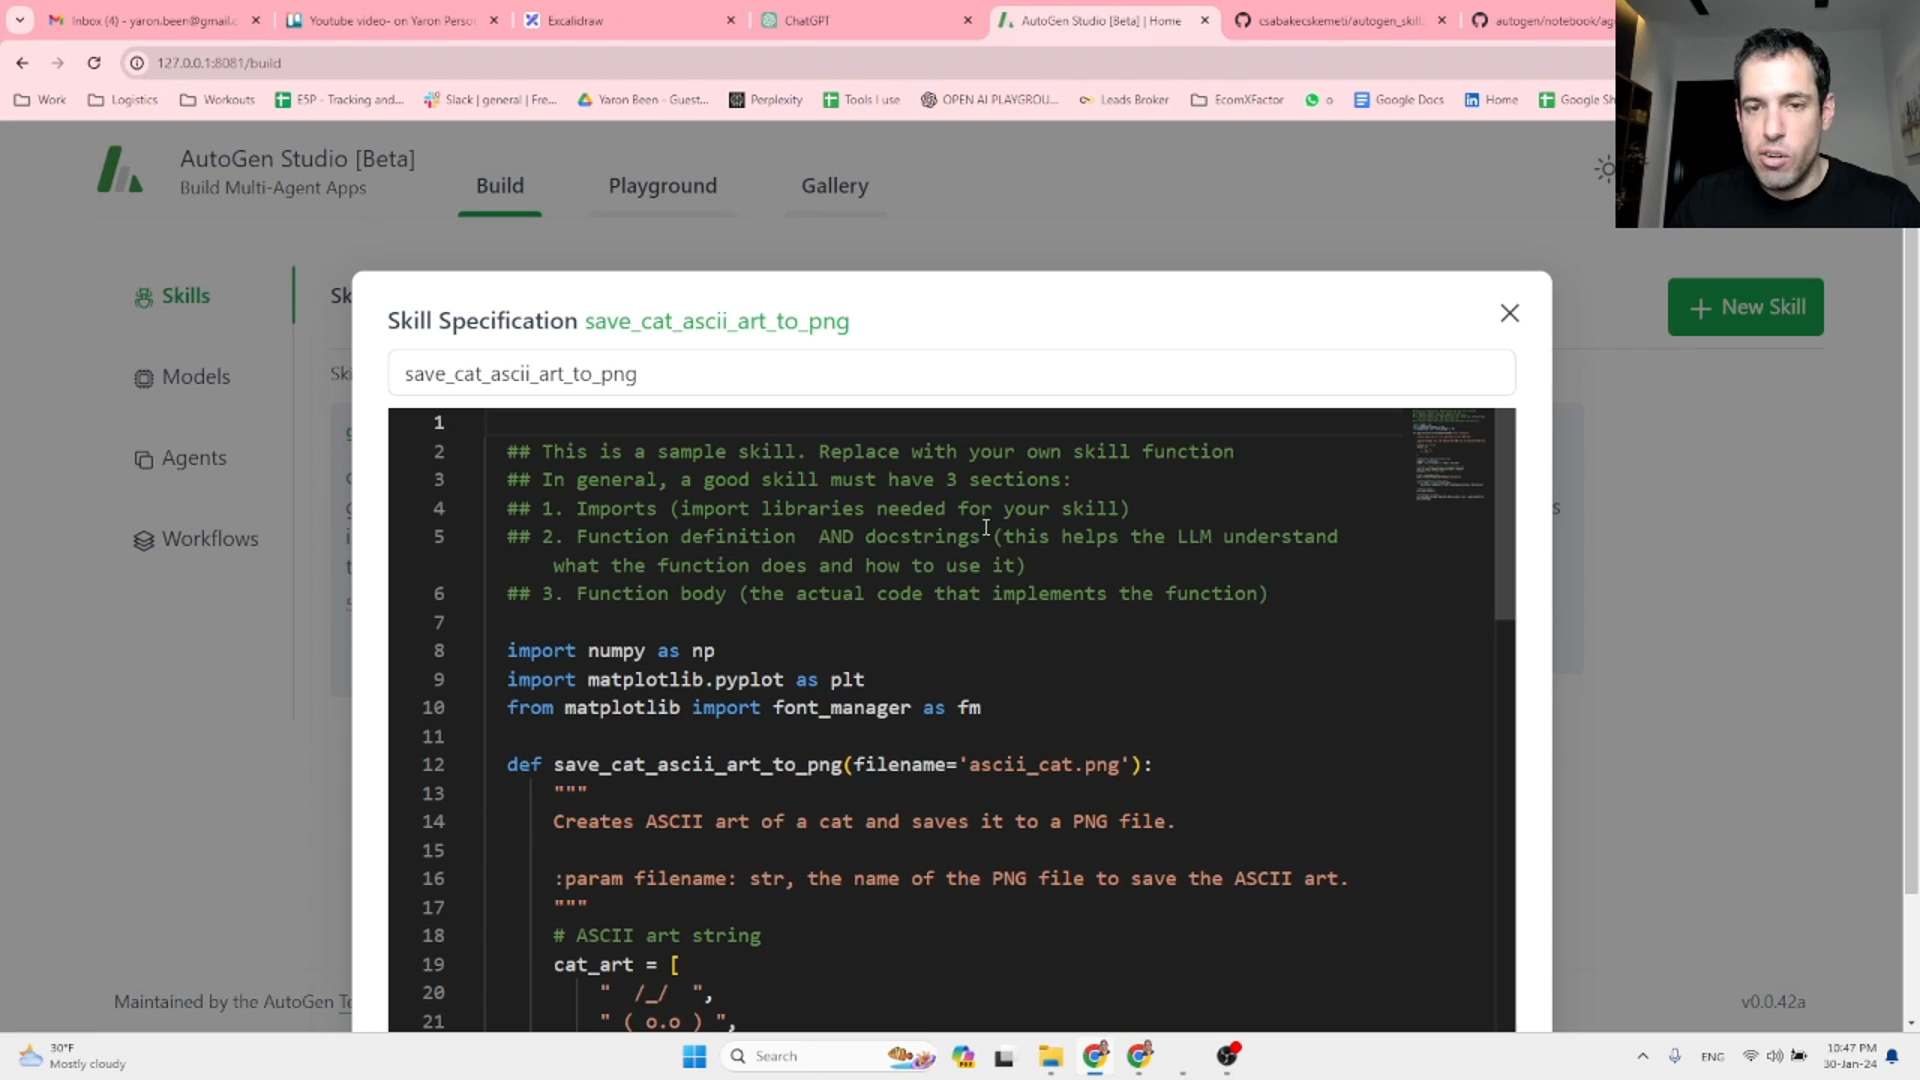 Inbox (4) - yaron.been@gmail.c
Youtube video- on Yaron Perso
Excalidraw
ChatGPT
AutoGen Studio [Beta] | Home
csabakecskemeti/autogen_skill
autogen/notebook/ag
127.0.0.1:8081/build
Work
Logistics
Workouts
E5P - Tracking and...
Slack | general | Fre...
Yaron Been - Guest...
Perplexity
Tools I use
OPEN AI PLAYGROU...
Leads Broker
EcomXFactor
o
Google Docs
Home
Google Sh
AutoGen Studio [Beta]
Build Multi-Agent Apps
Build
Playground
Gallery
Skills
Models
Agents
Workflows
Sk
Ski
New Skill
Skill Specification save_cat_ascii_art_to_png
save_cat_ascii_art_to_png
1
2 ## This is a sample skill. Replace with your own skill function
3 ## In general, a good skill must have 3 sections:
4 ## 1. Imports (import libraries needed for your skill)
5 ## 2. Function definition  AND docstrings (this helps the LLM understand
what the function does and how to use it)
6 ## 3. Function body (the actual code that implements the function)
7
8 import numpy as np
9 import matplotlib.pyplot as plt
10 from matplotlib import font_manager as fm
11
12 def save_cat_ascii_art_to_png(filename='ascii_cat.png'):
13 """
14 Creates ASCII art of a cat and saves it to a PNG file.
15
16 :param filename: str, the name of the PNG file to save the ASCII art.
17 """
18 # ASCII art string
19 cat_art = [
20 "  /_/  ",
21 " ( o.o ) ",
Maintained by the AutoGen Te
v0.0.42a
30°F
Mostly cloudy
Search
ENG
10:47 PM
30-Jan-24